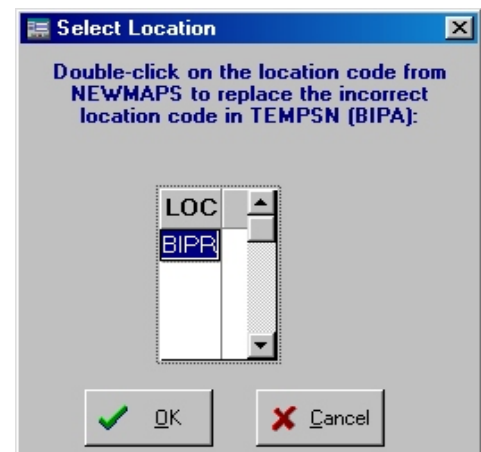 Select Location
Double-click on the location code from
NEWMAPS to replace the incorrect
location code in TEMPSN (BIPA):
LOC
BIPR
OK
Cancel